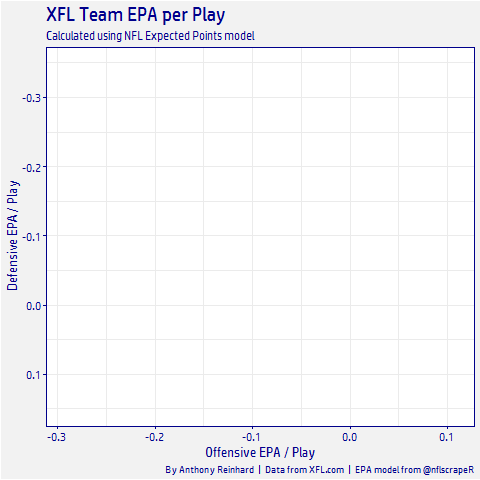 XFL Team EPA per Play
Calculated using NFL Expected Points model
Defensive EPA / Play
-0.3
-0.2
-0.1
0.0
0.1
-0.3 -0.2 -0.1 0.0 0.1
Offensive EPA / Play
By Anthony Reinhard | Data from XFL.com | EPA model from @nflscrapeR